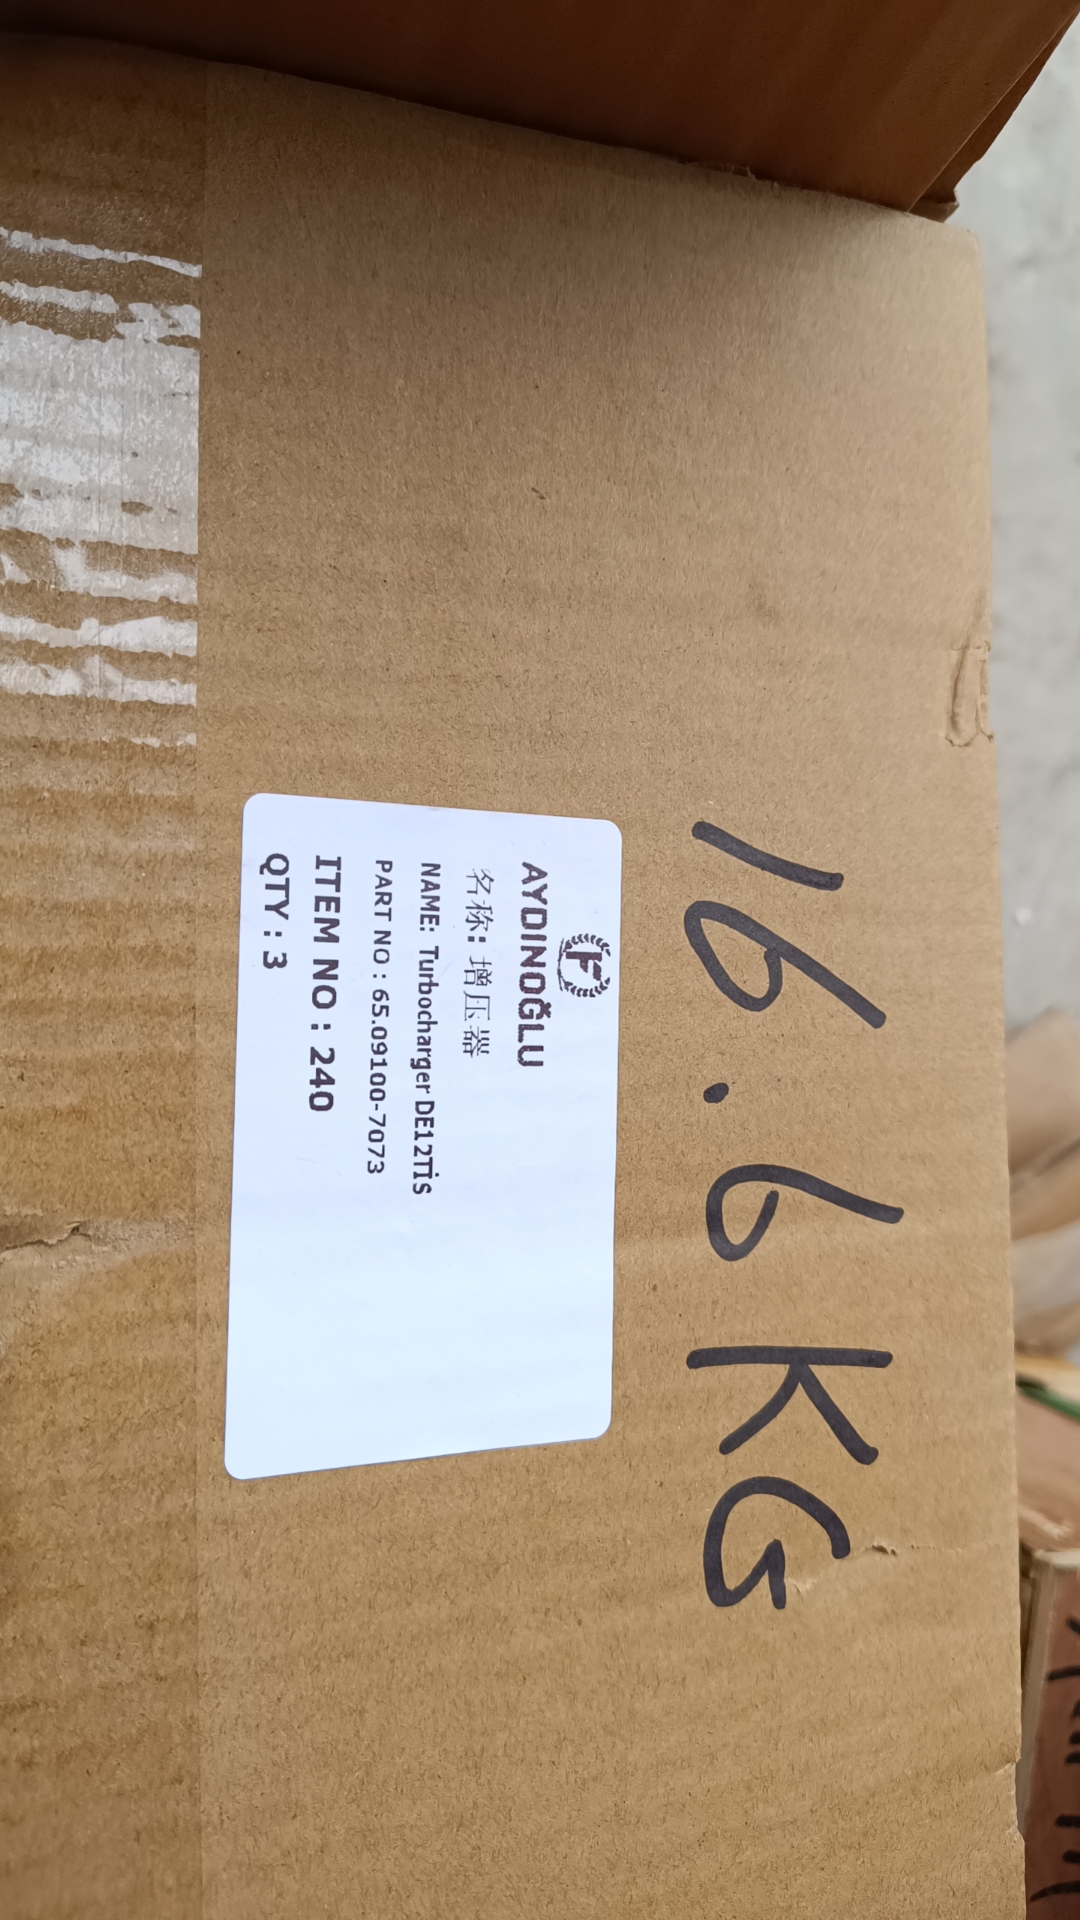 16.6KG
AYDINOĞLU
名称: 增压器
NAME: Turbocharger DE12TİS
PART NO : 65.09100-7073
ITEM NO : 240
QTY : 3